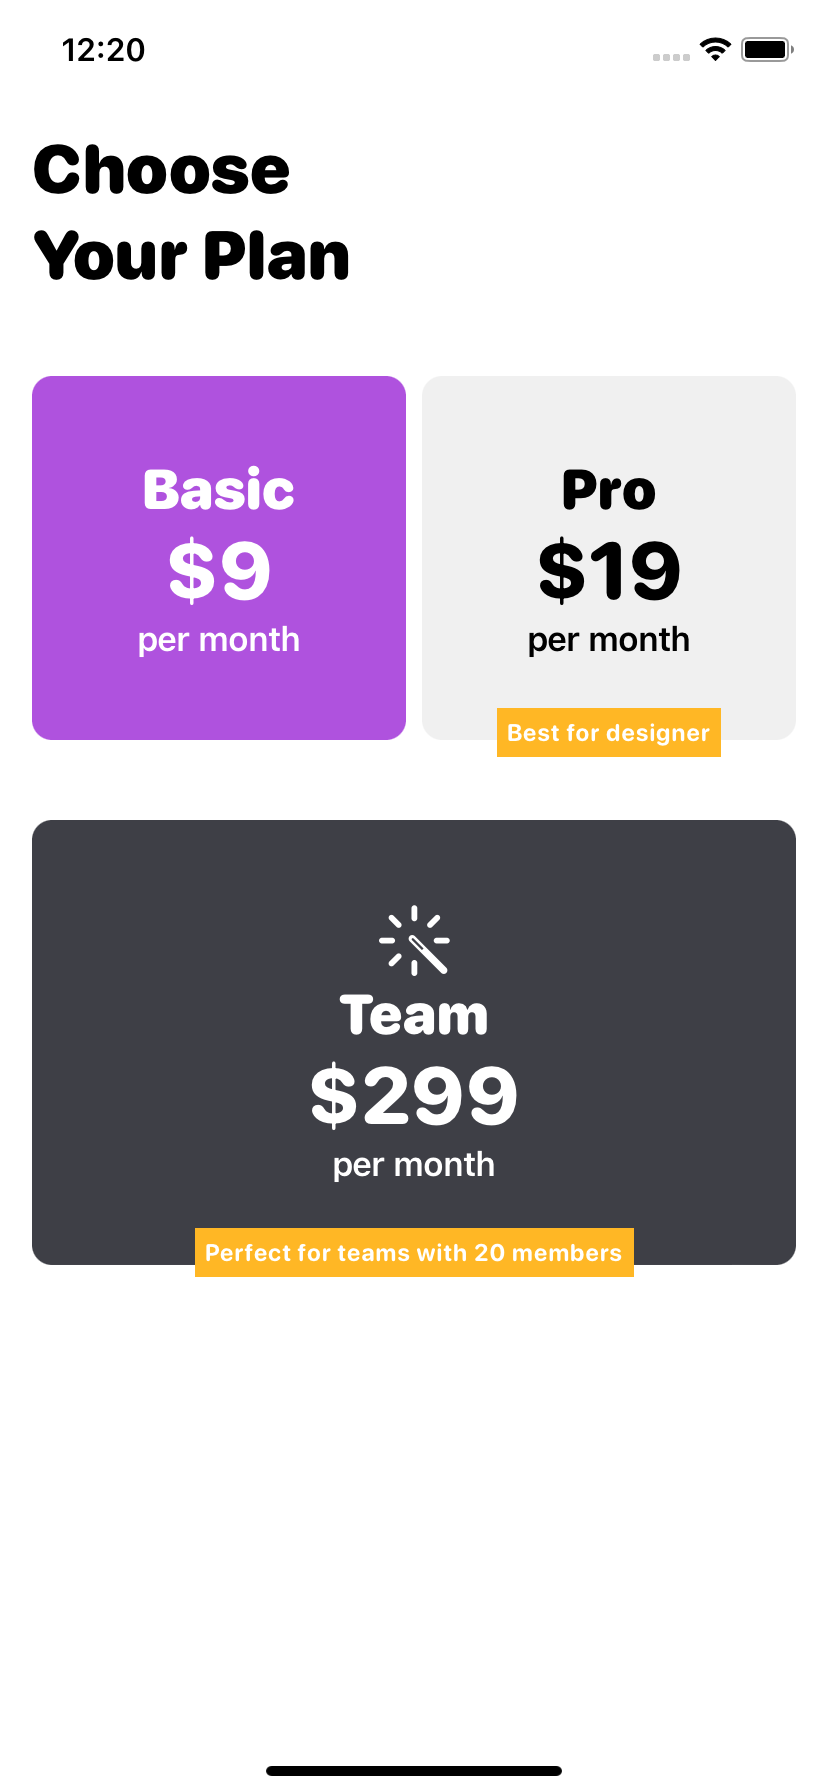 12:20
Choose
Your Plan
Basic
$9
per month
Pro
$19
per month
Best for designer
Team
$299
per month
Perfect for teams with 20 members